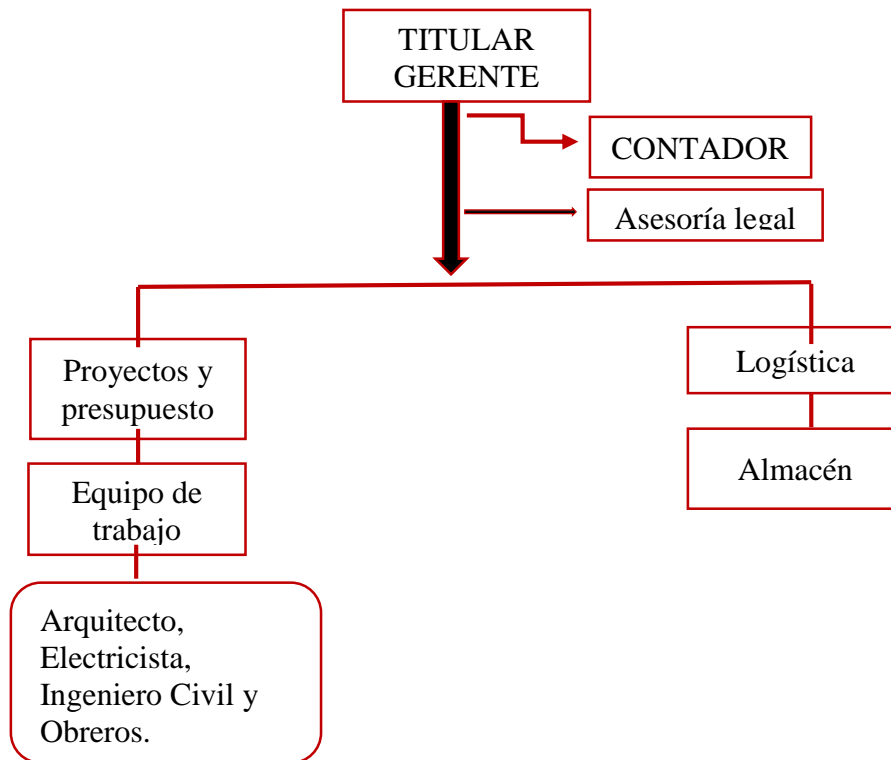 TITULAR
GERENTE
CONTADOR
Asesoría legal
Proyectos y
presupuesto
Logística
Equipo de
trabajo
Almacén
Arquitecto,
Electricista,
Ingeniero Civil y
Obreros.